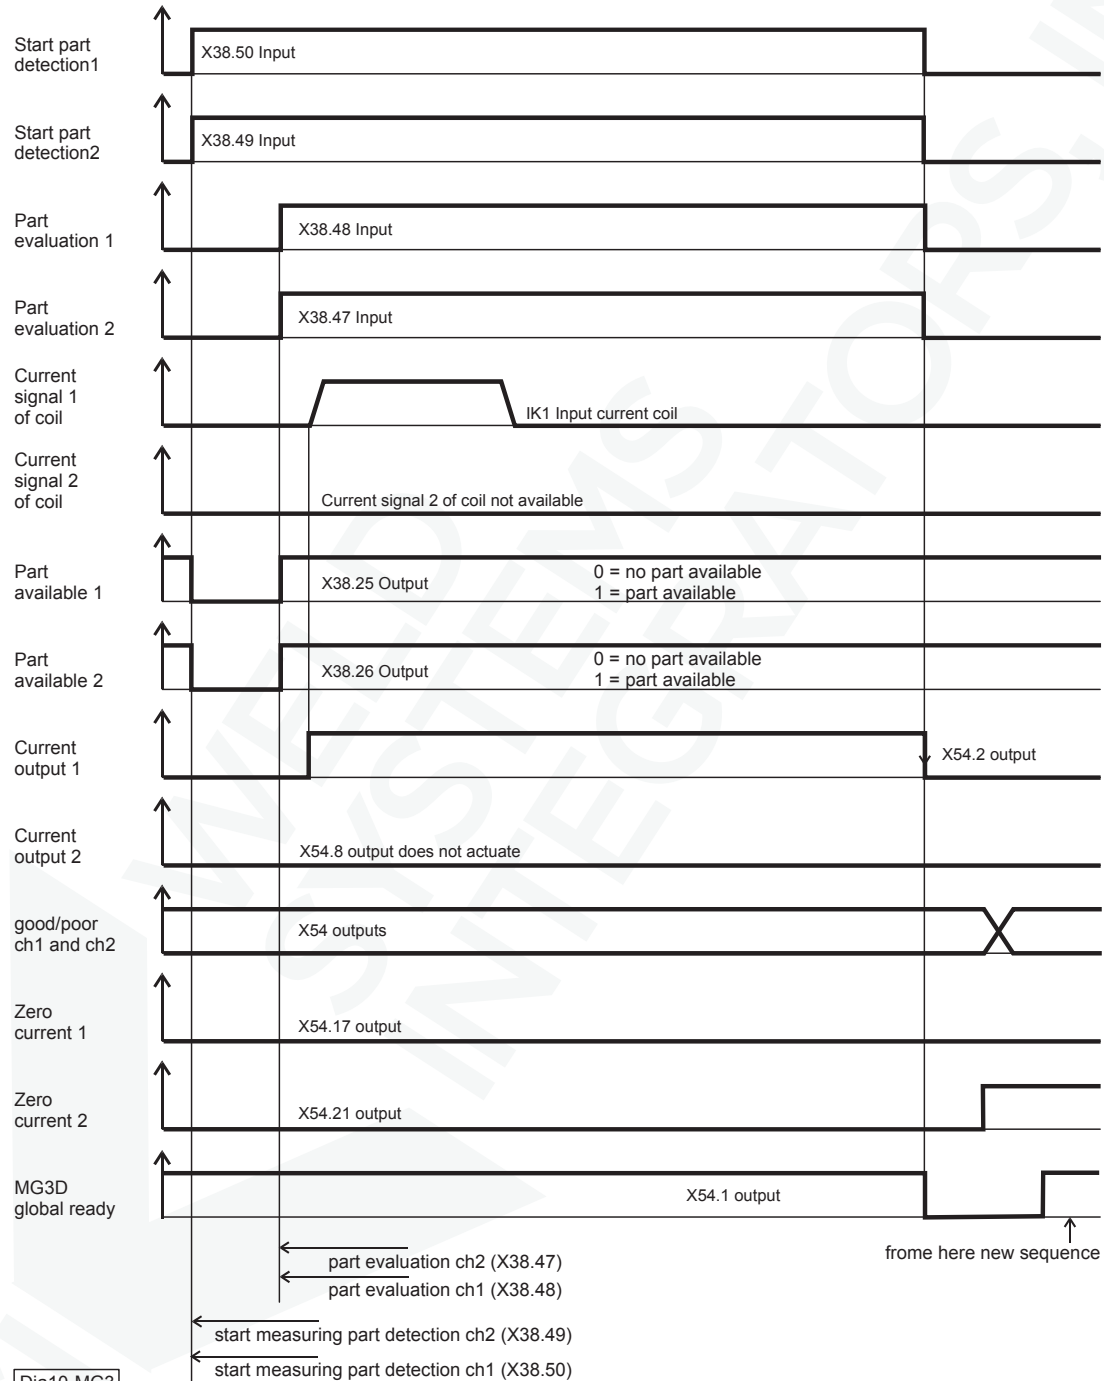 Start part
detection1
X38.50 Input
Start part
detection2
X38.49 Input
Part
evaluation 1
X38.48 Input
Part
evaluation 2
X38.47 Input
Current
signal 1
of coil
IK1 Input current coil
Current
signal 2
of coil
Current signal 2 of coil not available
Part
available 1
X38.25 Output
0 = no part available
1 = part available
Part
available 2
X38.26 Output
0 = no part available
1 = part available
Current
output 1
X54.2 output
Current
output 2
X54.8 output does not actuate
good/poor
ch1 and ch2
X54 outputs
Zero
current 1
X54.17 output
Zero
current 2
X54.21 output
MG3D
global ready
X54.1 output
frome here new sequence
part evaluation ch2 (X38.47)
part evaluation ch1 (X38.48)
start measuring part detection ch2 (X38.49)
start measuring part detection ch1 (X38.50)
Dia10-MG3
WELD
SYSTEMS
INTEGRATORS, IN